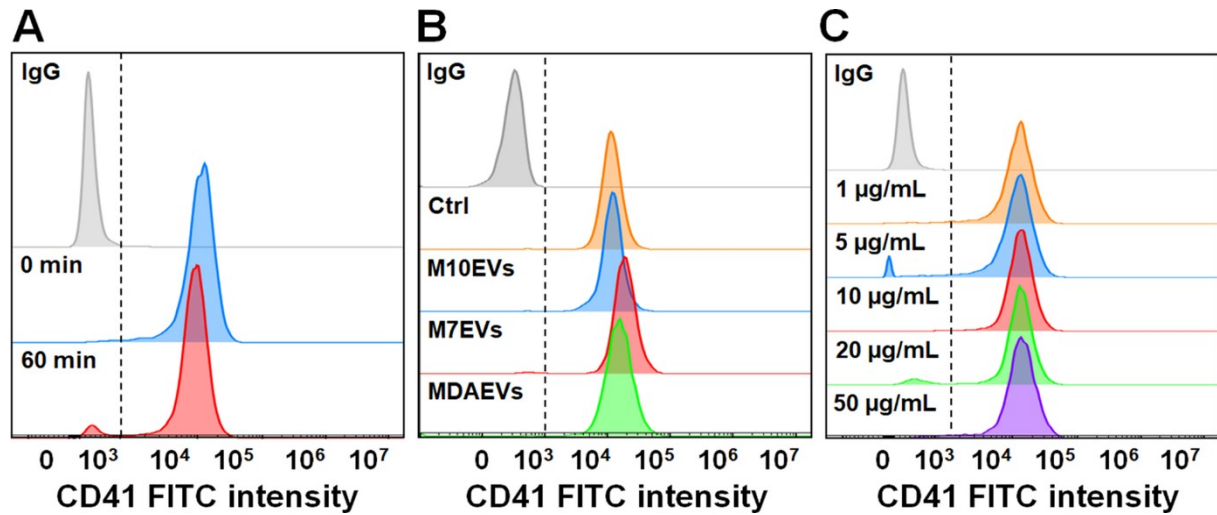 A
IgG
0 min
60 min
0 10³ 10⁴ 10⁵ 10⁶ 10⁷
CD41 FITC intensity
B
IgG
Ctrl
M10EVs
M7EVs
MDAEVs
0 10³ 10⁴ 10⁵ 10⁶ 10⁷
CD41 FITC intensity
C
IgG
1 µg/mL
5 µg/mL
10 µg/mL
20 µg/mL
50 µg/mL
0 10³ 10⁴ 10⁵ 10⁶ 10⁷
CD41 FITC intensity